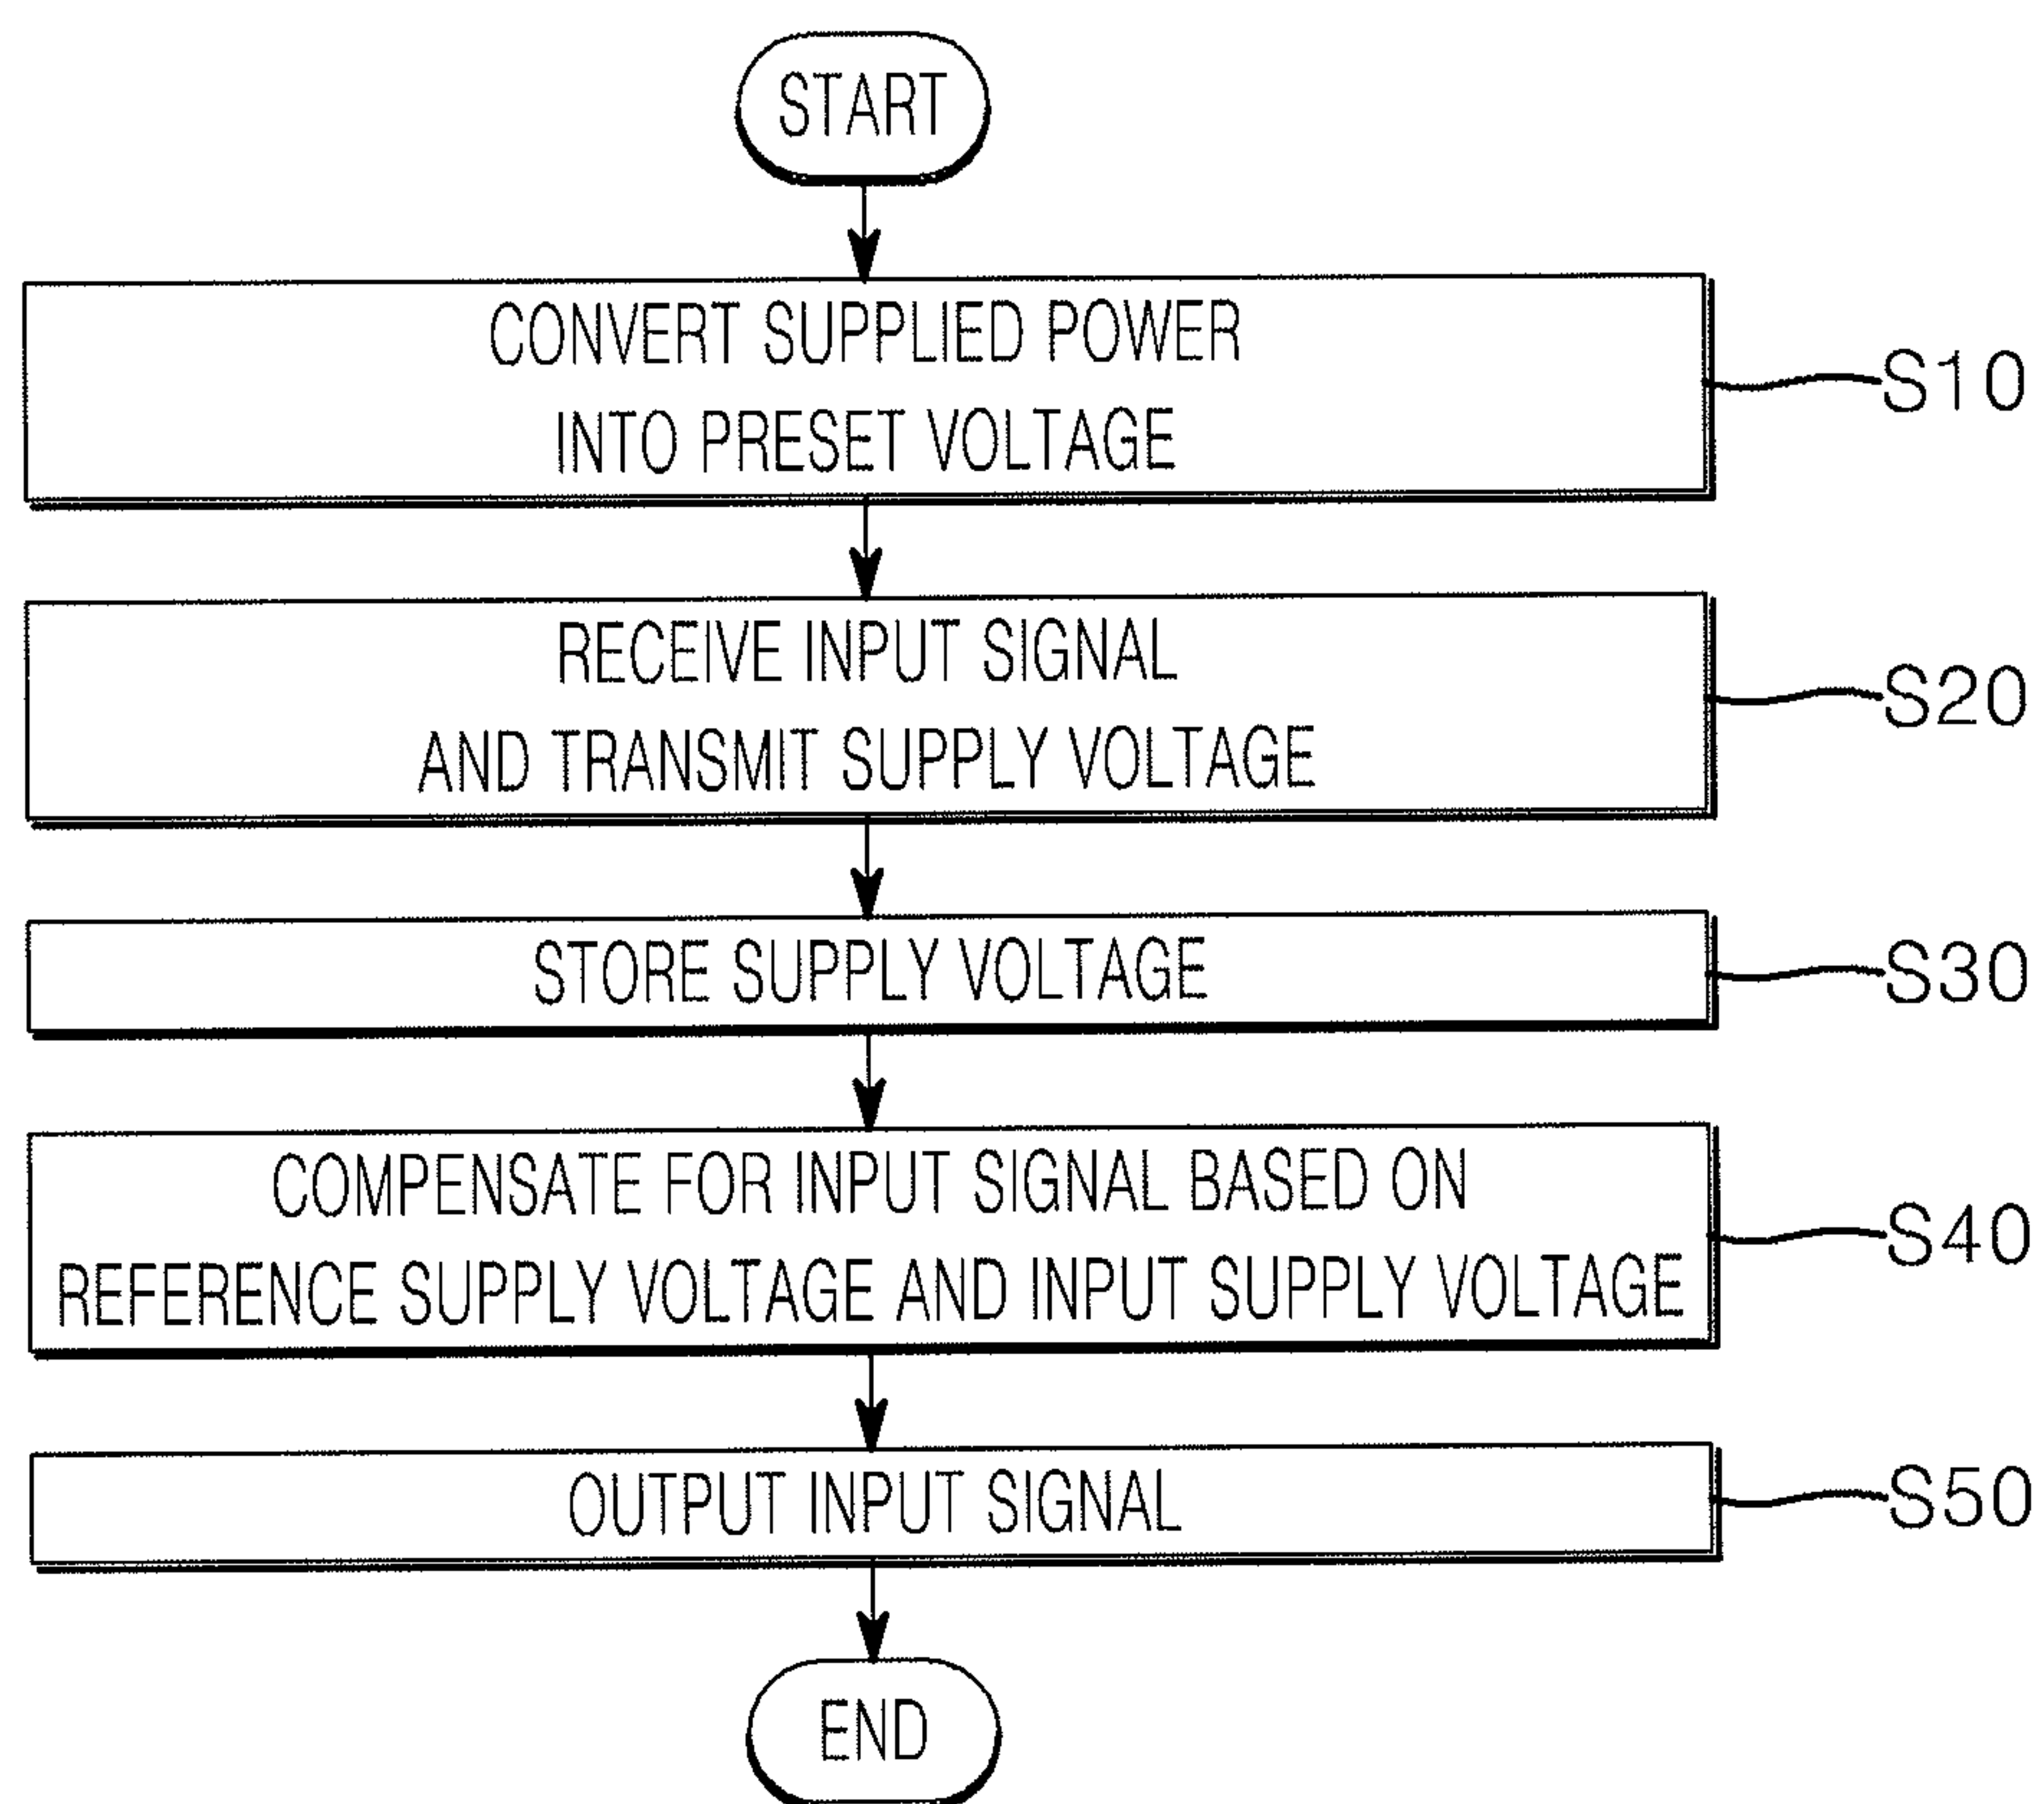 START
CONVERT SUPPLIED POWER
INTO PRESET VOLTAGE
S10
RECEIVE INPUT SIGNAL
AND TRANSMIT SUPPLY VOLTAGE
S20
STORE SUPPLY VOLTAGE
S30
COMPENSATE FOR INPUT SIGNAL BASED ON
REFERENCE SUPPLY VOLTAGE AND INPUT SUPPLY VOLTAGE
S40
OUTPUT INPUT SIGNAL
S50
END